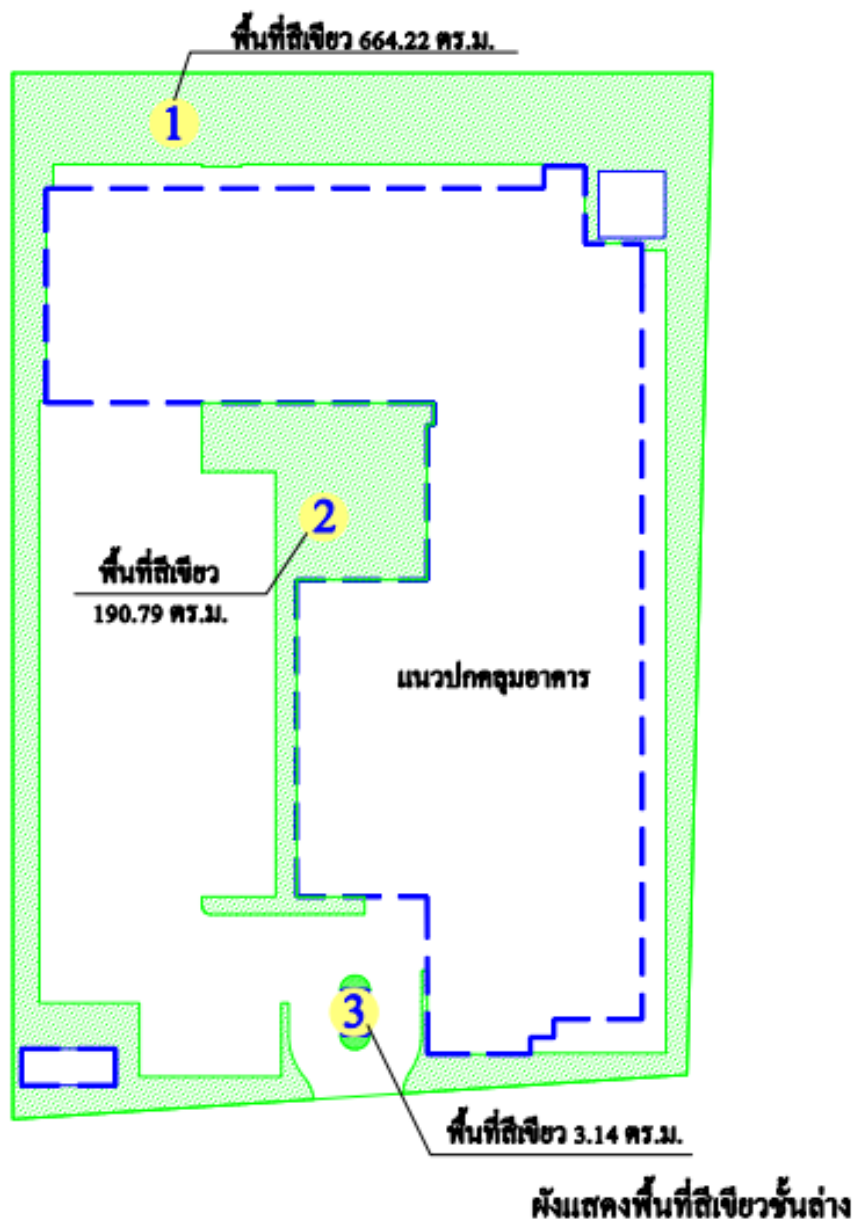 พื้นที่สีเขียว 664.22 ตร.ม.
1
2
พื้นที่สีเขียว
190.79 ตร.ม.
แนวปกคลุมอาคาร
3
พื้นที่สีเขียว 3.14 ตร.ม.
ผังแสดงพื้นที่สีเขียวชั้นล่าง